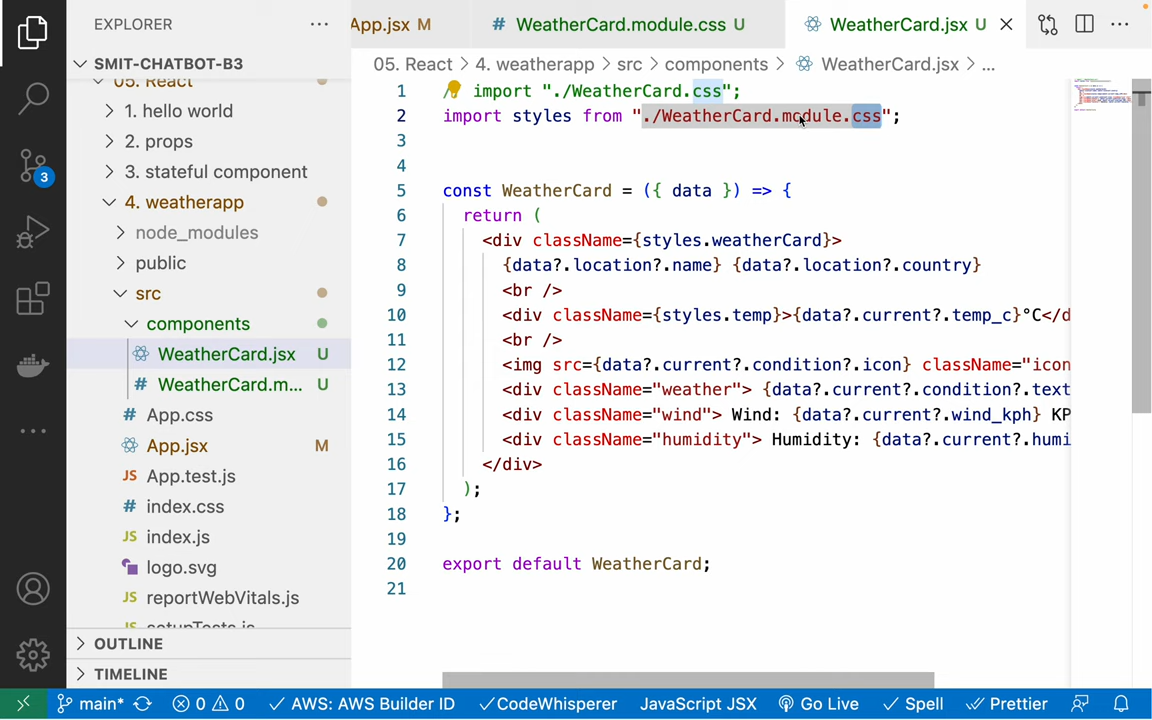 EXPLORER
App.jsx M
# WeatherCard.module.css U
WeatherCard.jsx U
SMIT-CHATBOT-B3
05. React > 4. weatherapp > src > components > WeatherCard.jsx > ...
05. React
1. hello world
2. props
3. stateful component
4. weatherapp
node_modules
public
src
components
WeatherCard.jsx U
# WeatherCard.m... U
# App.css
App.jsx M
JS App.test.js
# index.css
JS index.js
logo.svg
JS reportWebVitals.js
JS setupTests.js
OUTLINE
TIMELINE
3
1 / import "./WeatherCard.css";
2 import styles from "./WeatherCard.module.css";
3
4
5 const WeatherCard = ({ data }) => {
6 return (
7 <div className={styles.weatherCard}>
8 {data?.location?.name} {data?.location?.country}
9 <br />
10 <div className={styles.temp}>{data?.current?.temp_c}°C</d
11 <br />
12 <img src={data?.current?.condition?.icon} className="icon
13 <div className="weather"> {data?.current?.condition?.text
14 <div className="wind"> Wind: {data?.current?.wind_kph} KP
15 <div className="humidity"> Humidity: {data?.current?.humi
16 </div>
17 );
18 };
19
20 export default WeatherCard;
21
main* 0 0 AWS: AWS Builder ID CodeWhisperer JavaScript JSX Go Live Spell Prettier